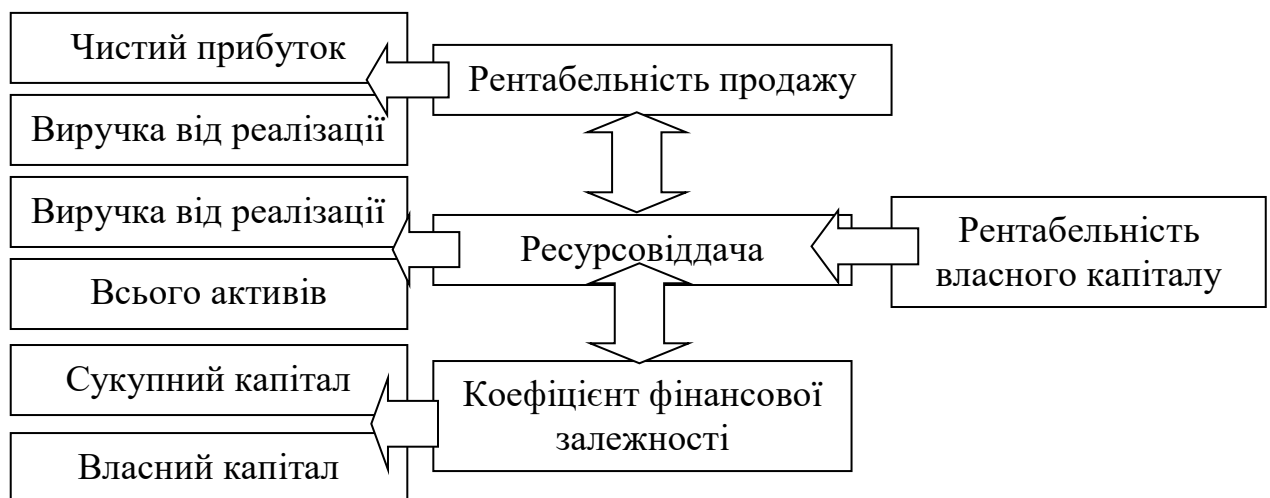 Чистий прибуток
Виручка від реалізації
Виручка від реалізації
Всього активів
Сукупний капітал
Власний капітал
Рентабельність продажу
Ресурсовіддача
Коефіцієнт фінансової
залежності
Рентабельність
власного капіталу